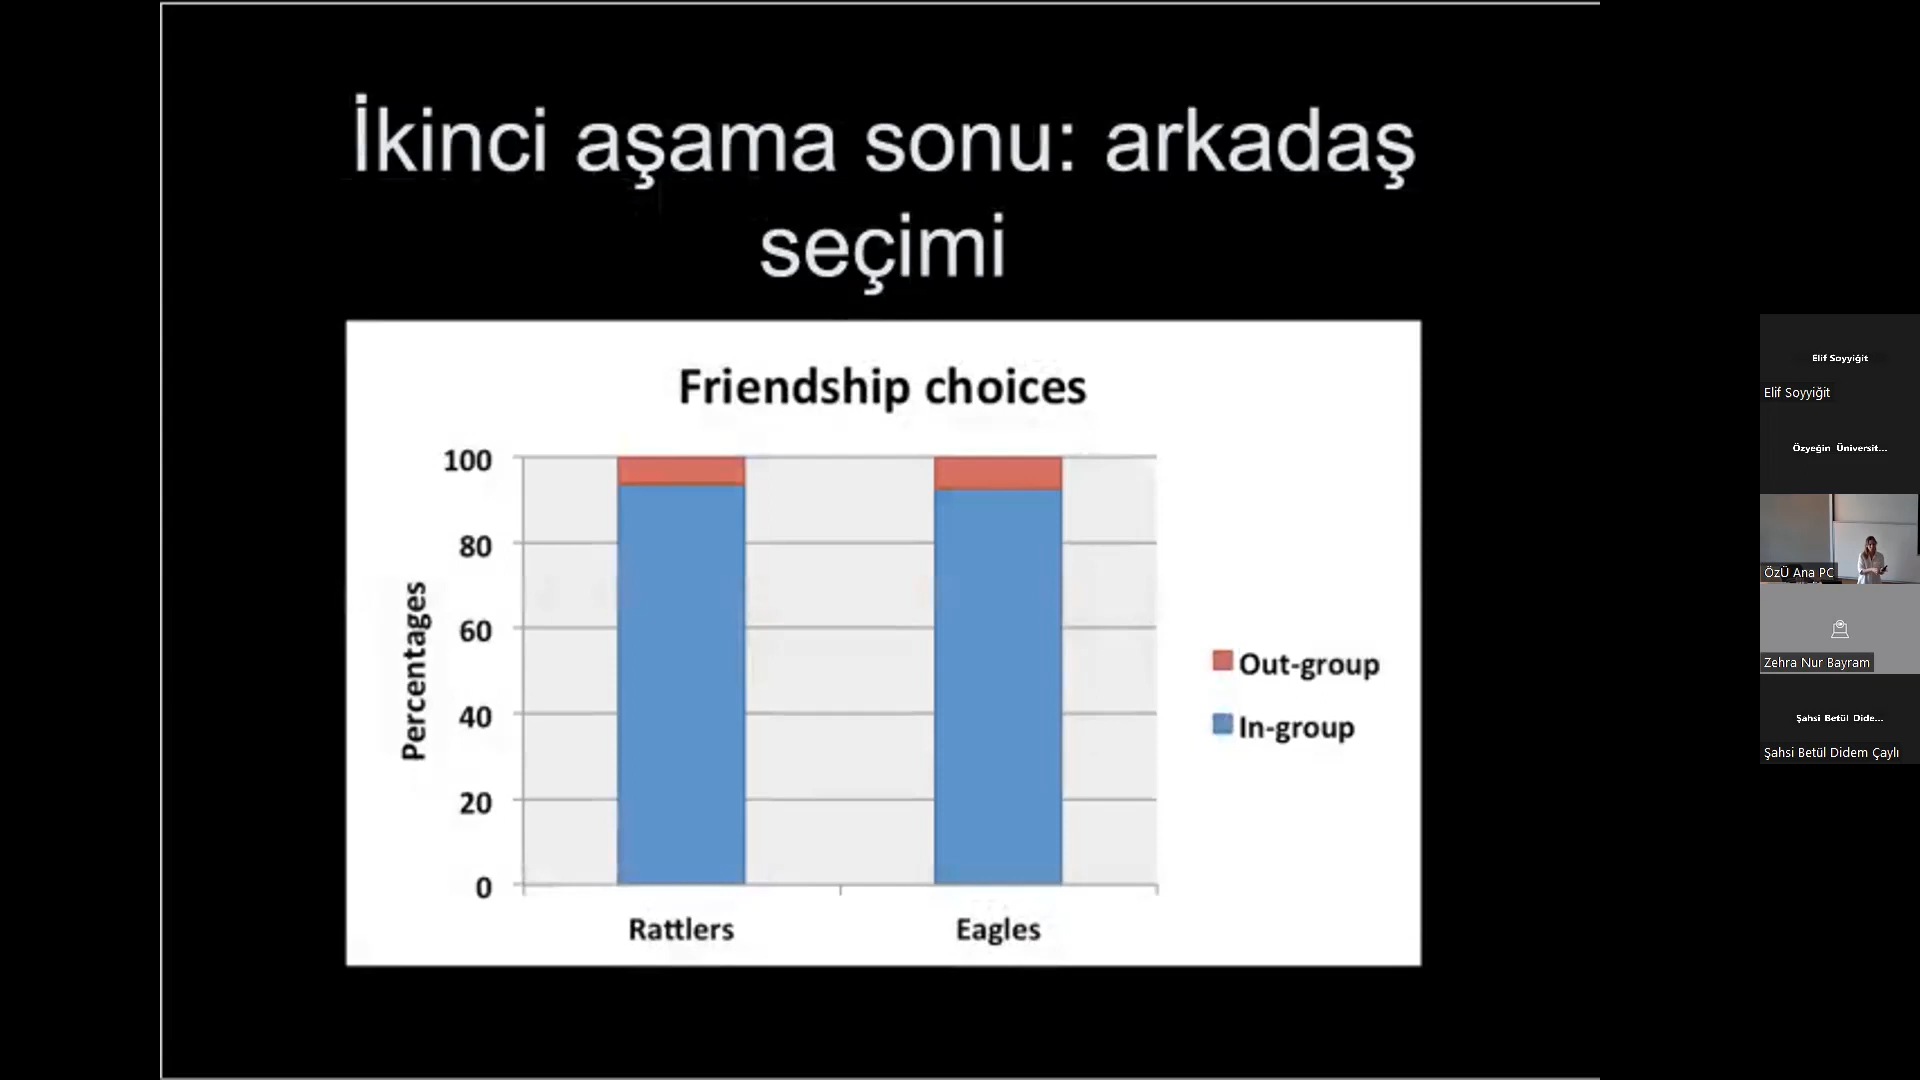 İkinci aşama sonu: arkadaş
seçimi
Friendship choices
Percentages
100
80
60
40
20
0
Rattlers
Eagles
Out-group
In-group
Elif Soyyiğit
Elif Soyyiğit
Özyeğin Üniversit...
ÖzÜ Ana PC
Zehra Nur Bayram
Şahsi Betül Dide...
Şahsi Betül Didem Çaylı